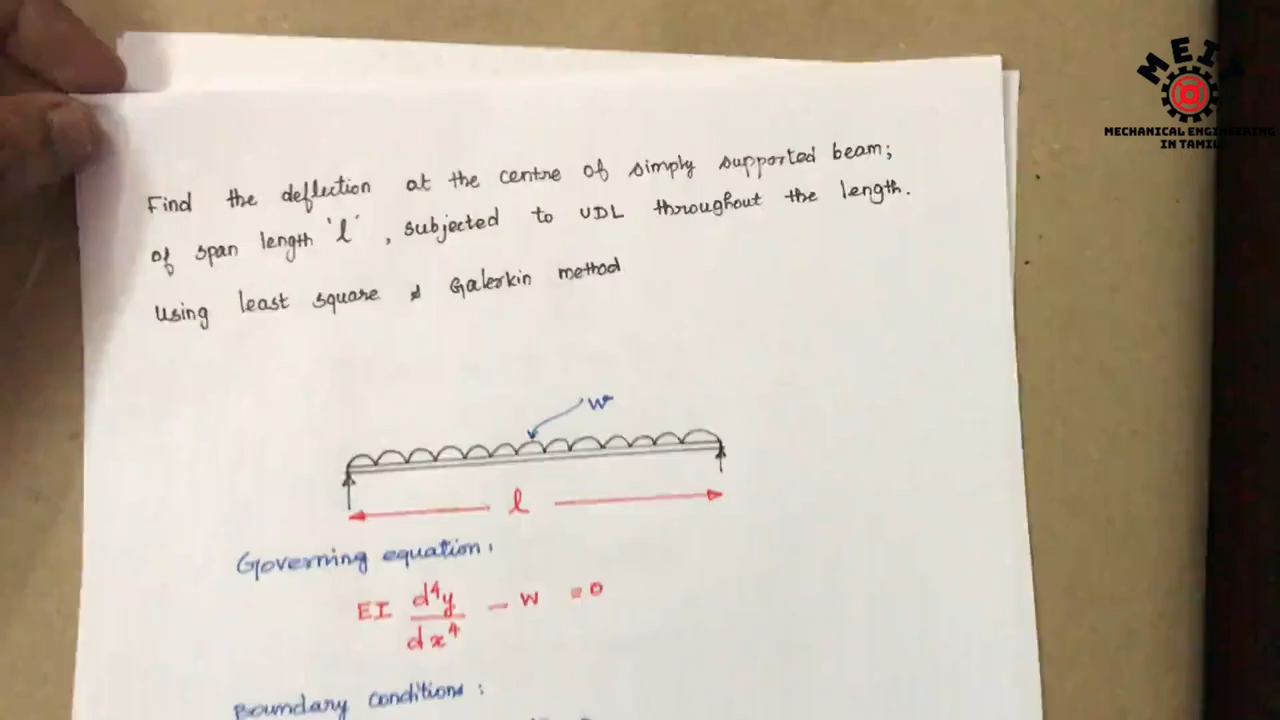 MEIT
MECHANICAL ENGINEERING
IN TAMIL
Find the deflection at the centre of simply supported beam;
of span length 'l', subjected to UDL throughout the length.
Using least square & Galerkin method
w
l
Governing equation,
EI d⁴y/dx⁴ - w = 0
Boundary conditions: